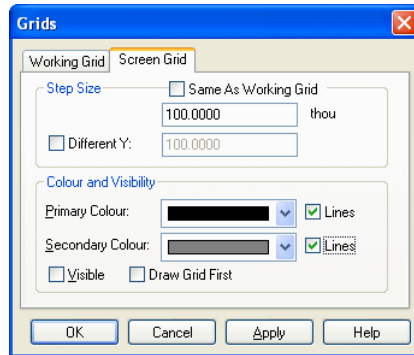 Grids
Working Grid Screen Grid
Step Size Same As Working Grid
100.0000 thou
Different Y: 100.0000
Colour and Visibility
Primary Colour: Lines
Secondary Colour: Lines
Visible Draw Grid First
OK Cancel Apply Help